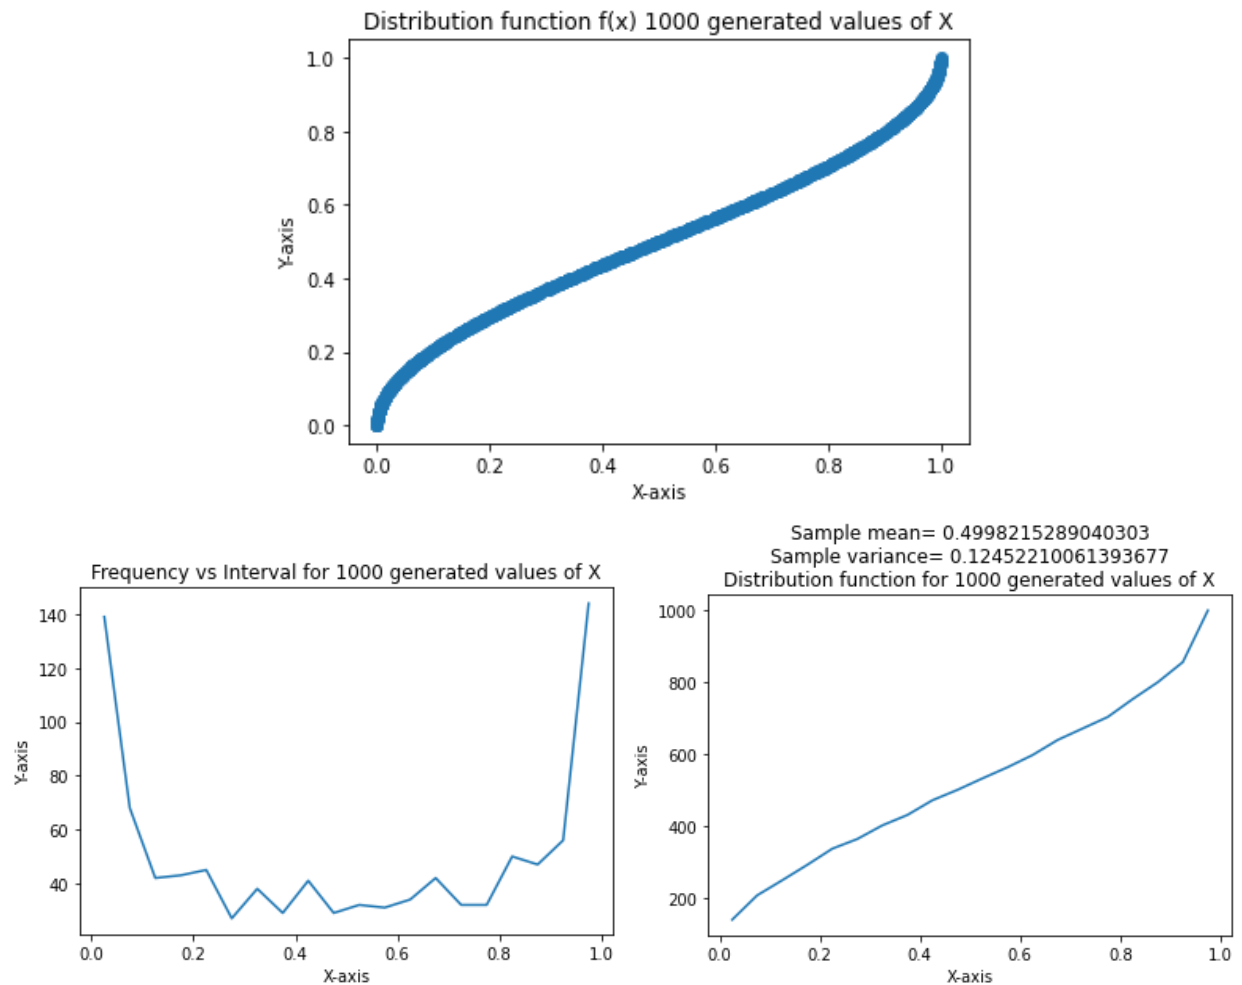 Distribution function f(x) 1000 generated values of X
1.0
0.8
0.6
0.4
0.2
0.0
Y-axis
0.0 0.2 0.4 0.6 0.8 1.0
X-axis
Frequency vs Interval for 1000 generated values of X
140
120
100
80
60
40
Y-axis
0.0 0.2 0.4 0.6 0.8 1.0
X-axis
Sample mean= 0.4998215289040303
Sample variance= 0.12452210061393677
Distribution function for 1000 generated values of X
1000
800
600
400
200
Y-axis
0.0 0.2 0.4 0.6 0.8 1.0
X-axis